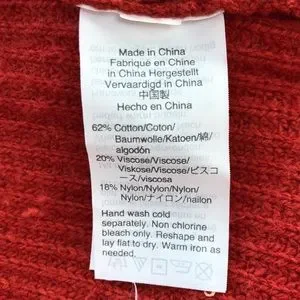 Made in China
Fabriqué en Chine
in China Hergestellt
Vervaardigd in China
中国製
Hecho en China
62% Cotton/Coton/
Baumwolle/Katoen/綿/
algodón
20% Viscose/Viscose/
Viskose/Viscose/ビスコ
ース/viscosa
18% Nylon/Nylon/Nylon/
Nylon/ナイロン/nailon
Hand wash cold
separately. Non chlorine
bleach only. Reshape and
lay flat to dry. Warm iron as
needed.